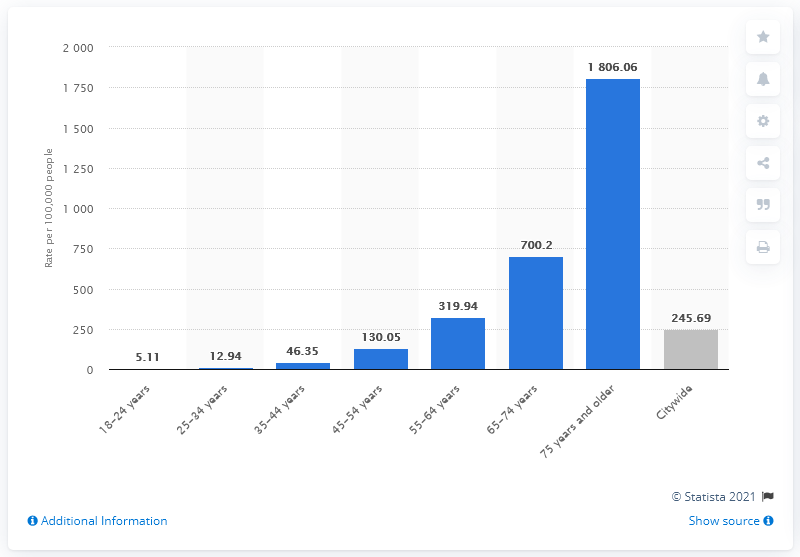 2 000
1 750
1 500
1 250
1 000
750
500
250
0
Rate per 100,000 people
5.11
12.94
46.35
130.05
319.94
700.2
1 806.06
245.69
18–24 years
25–34 years
35–44 years
45–54 years
55–64 years
65–74 years
75 years and older
Citywide
© Statista 2021
Additional Information
Show source